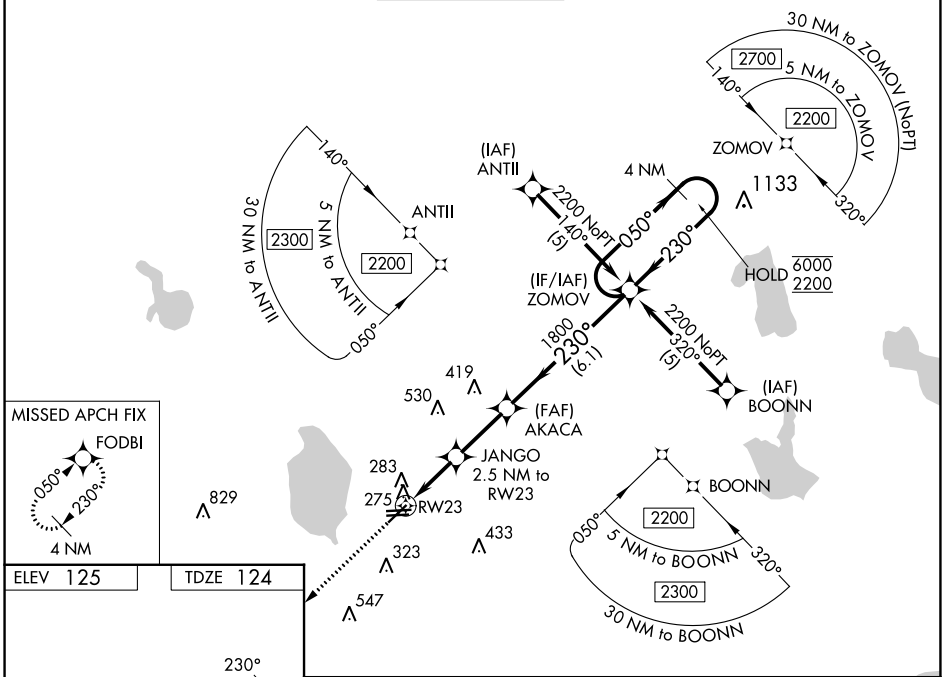 30 NM to ZOMOV (NoPT)
2700
140°
5 NM to ZOMOV
2200
ZOMOV
320°
(IAF)
ANTII
4 NM
1133
2200 NoPT
140°
(5)
050°
230°
HOLD 6000
2200
(IF/IAF)
ZOMOV
140°
ANTII
5 NM to ANTII
2200
30 NM to ANTII
2300
050°
1800
230°
(6.1)
2200 NoPT
320°
(5)
(IAF)
BOONN
419
530
(FAF)
AKACA
JANGO
2.5 NM to
RW23
283
275
RW23
829
433
323
547
BOONN
050°
2200
5 NM to BOONN
320°
2300
30 NM to BOONN
MISSED APCH FIX
FODBI
050°
230°
4 NM
ELEV 125
TDZE 124
230°